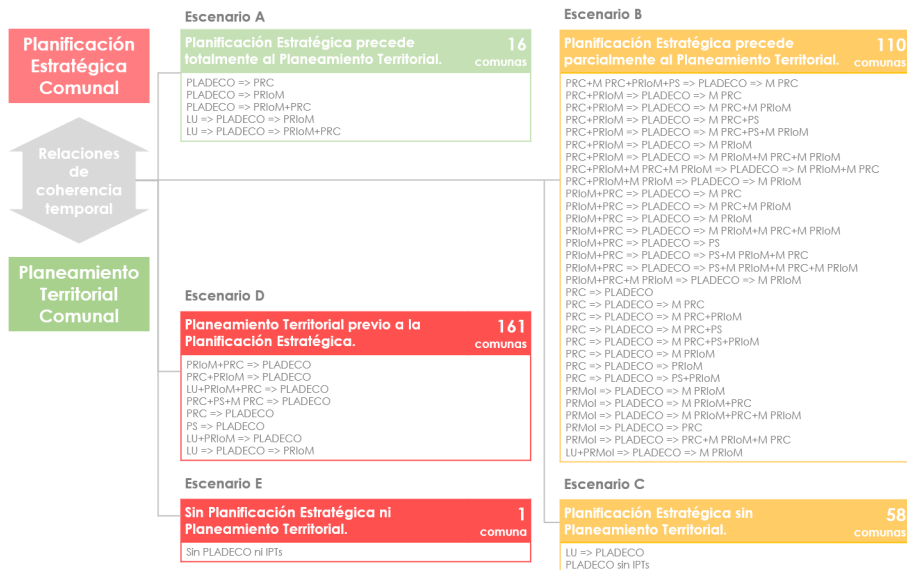 Planificación
Estratégica
Comunal
Relaciones
de
coherencia
temporal
Planeamiento
Territorial
Comunal
Escenario A
Planificación Estratégica precede
totalmente al Planeamiento Territorial.
16
comunas
PLADECO => PRC
PLADECO => PRIoM
PLADECO => PRIoM+PRC
LU => PLADECO => PRIoM
LU => PLADECO => PRIoM+PRC
Escenario D
Planeamiento Territorial previo a la
Planificación Estratégica.
161
comunas
PRIoM+PRC => PLADECO
PRC+PRIoM => PLADECO
LU+PRIoM+PRC => PLADECO
PRC+PS+M PRC => PLADECO
PRC => PLADECO
PS => PLADECO
LU+PRIoM => PLADECO
LU => PLADECO => PRIoM
Escenario E
Sin Planificación Estratégica ni
Planeamiento Territorial.
1
comuna
Sin PLADECO ni IPTs
Escenario B
Planificación Estratégica precede
parcialmente al Planeamiento Territorial.
110
comunas
PRC+M PRC+PRIoM+PS => PLADECO => M PRC
PRC+PRIoM => PLADECO => M PRC
PRC+PRIoM => PLADECO => M PRC+M PRIoM
PRC+PRIoM => PLADECO => M PRC+PS
PRC+PRIoM => PLADECO => M PRC+PS+M PRIoM
PRC+PRIoM => PLADECO => M PRIoM
PRC+PRIoM => PLADECO => M PRIoM+M PRC+M PRIoM
PRC+PRIoM+M PRC+M PRIoM => PLADECO => M PRIoM+M PRC
PRC+PRIoM+M PRIoM => PLADECO => M PRIoM
PRIoM+PRC => PLADECO => M PRC
PRIoM+PRC => PLADECO => M PRC+M PRIoM
PRIoM+PRC => PLADECO => M PRIoM
PRIoM+PRC => PLADECO => M PRIoM+M PRC+M PRIoM
PRIoM+PRC => PLADECO => PS
PRIoM+PRC => PLADECO => PS+M PRIoM+M PRC
PRIoM+PRC => PLADECO => PS+M PRIoM+M PRC+M PRIoM
PRIoM+PRC+M PRIoM => PLADECO => M PRIoM
PRC => PLADECO
PRC => PLADECO => M PRC
PRC => PLADECO => M PRC+PRIoM
PRC => PLADECO => M PRC+PS
PRC => PLADECO => M PRC+PS+PRIoM
PRC => PLADECO => M PRIoM
PRC => PLADECO => PRIoM
PRC => PLADECO => PS+PRIoM
PRMoI => PLADECO => M PRIoM
PRMoI => PLADECO => M PRIoM+PRC
PRMoI => PLADECO => M PRIoM+PRC+M PRIoM
PRMoI => PLADECO => PRC
PRMoI => PLADECO => PRC+M PRIoM+M PRC
LU+PRMoI => PLADECO => M PRIoM
Escenario C
Planificación Estratégica sin
Planeamiento Territorial.
58
comunas
LU => PLADECO
PLADECO sin IPTs